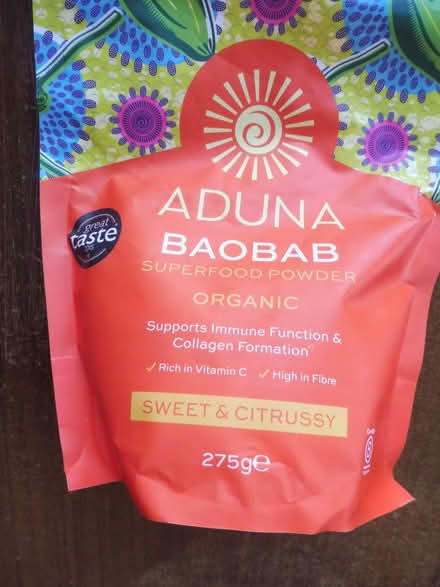 great
taste
ADUNA
BAOBAB
SUPERFOOD POWDER
ORGANIC
Supports Immune Function &
Collagen Formation
✓ Rich in Vitamin C ✓ High in Fibre
SWEET & CITRUSSY
275g℮